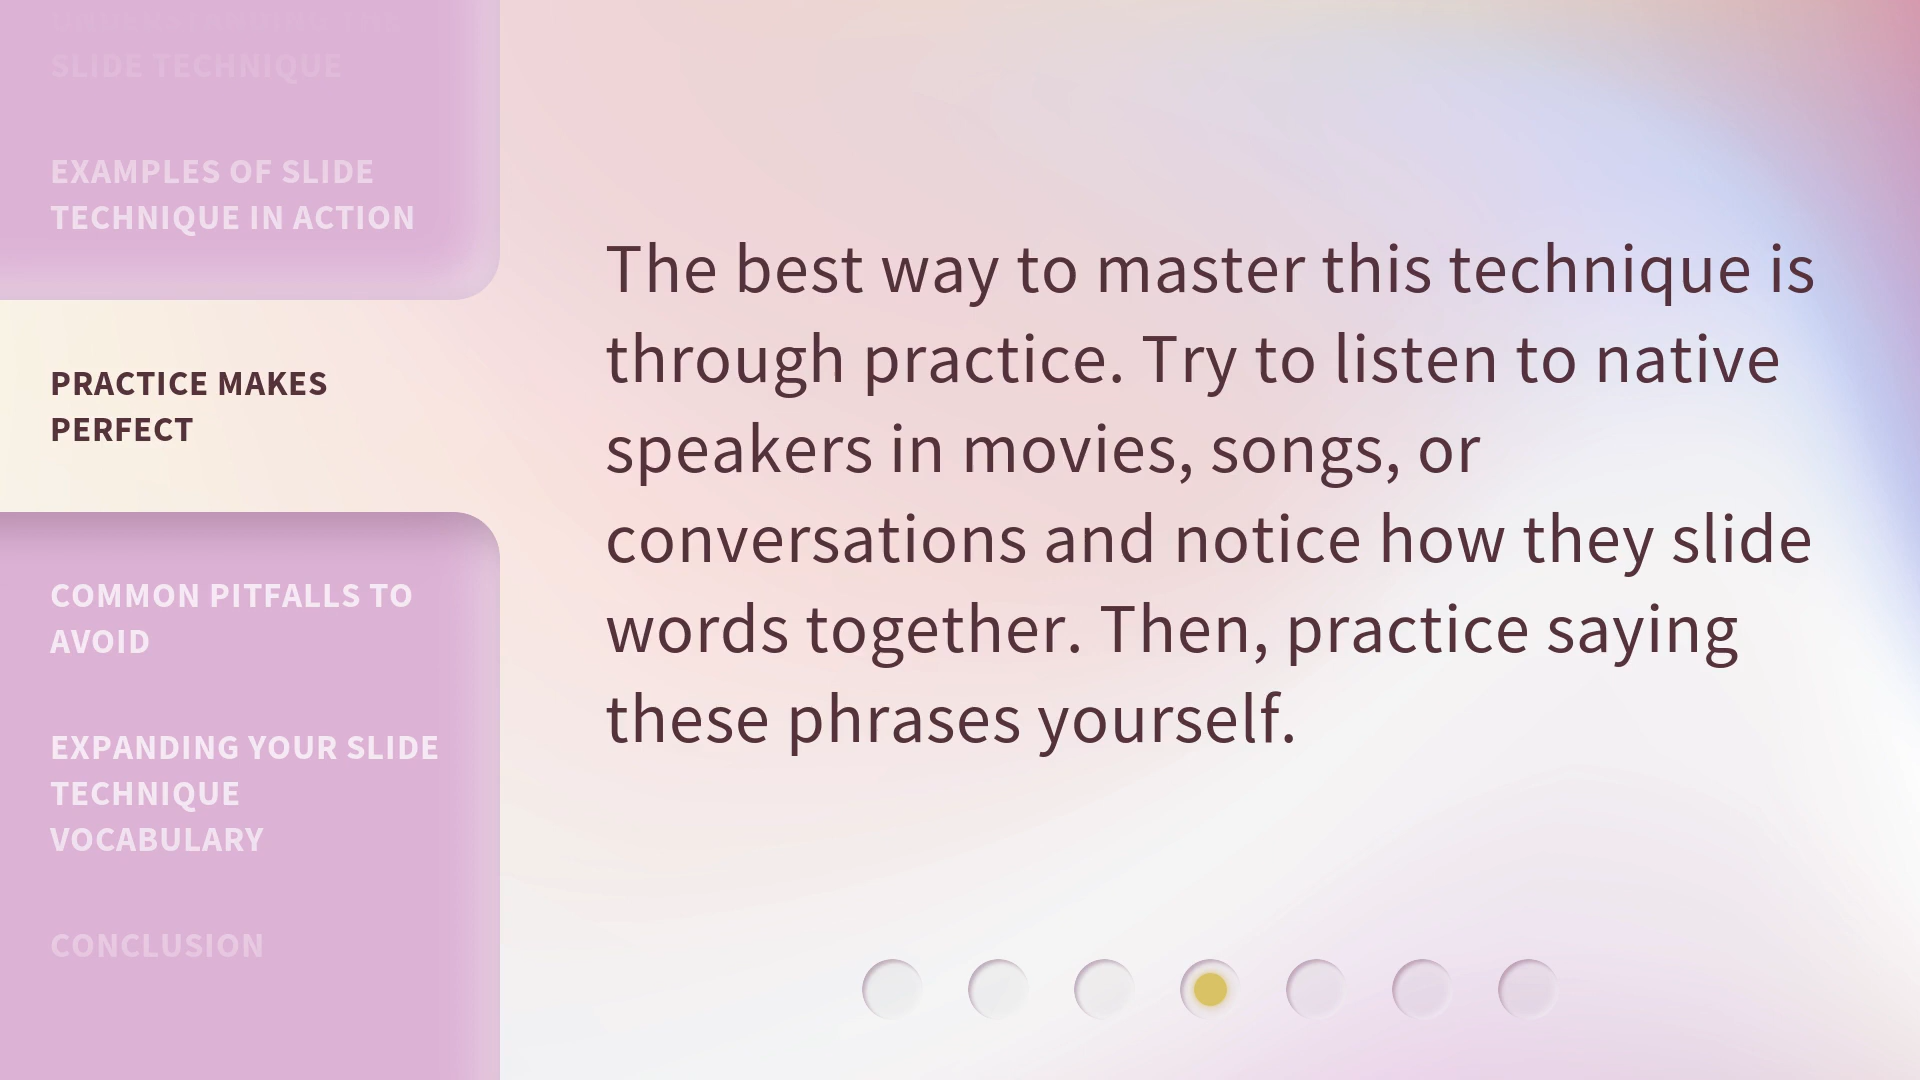 SLIDE TECHNIQUE
EXAMPLES OF SLIDE
TECHNIQUE IN ACTION
PRACTICE MAKES
PERFECT
COMMON PITFALLS TO
AVOID
EXPANDING YOUR SLIDE
TECHNIQUE
VOCABULARY
CONCLUSION
The best way to master this technique is
through practice. Try to listen to native
speakers in movies, songs, or
conversations and notice how they slide
words together. Then, practice saying
these phrases yourself.